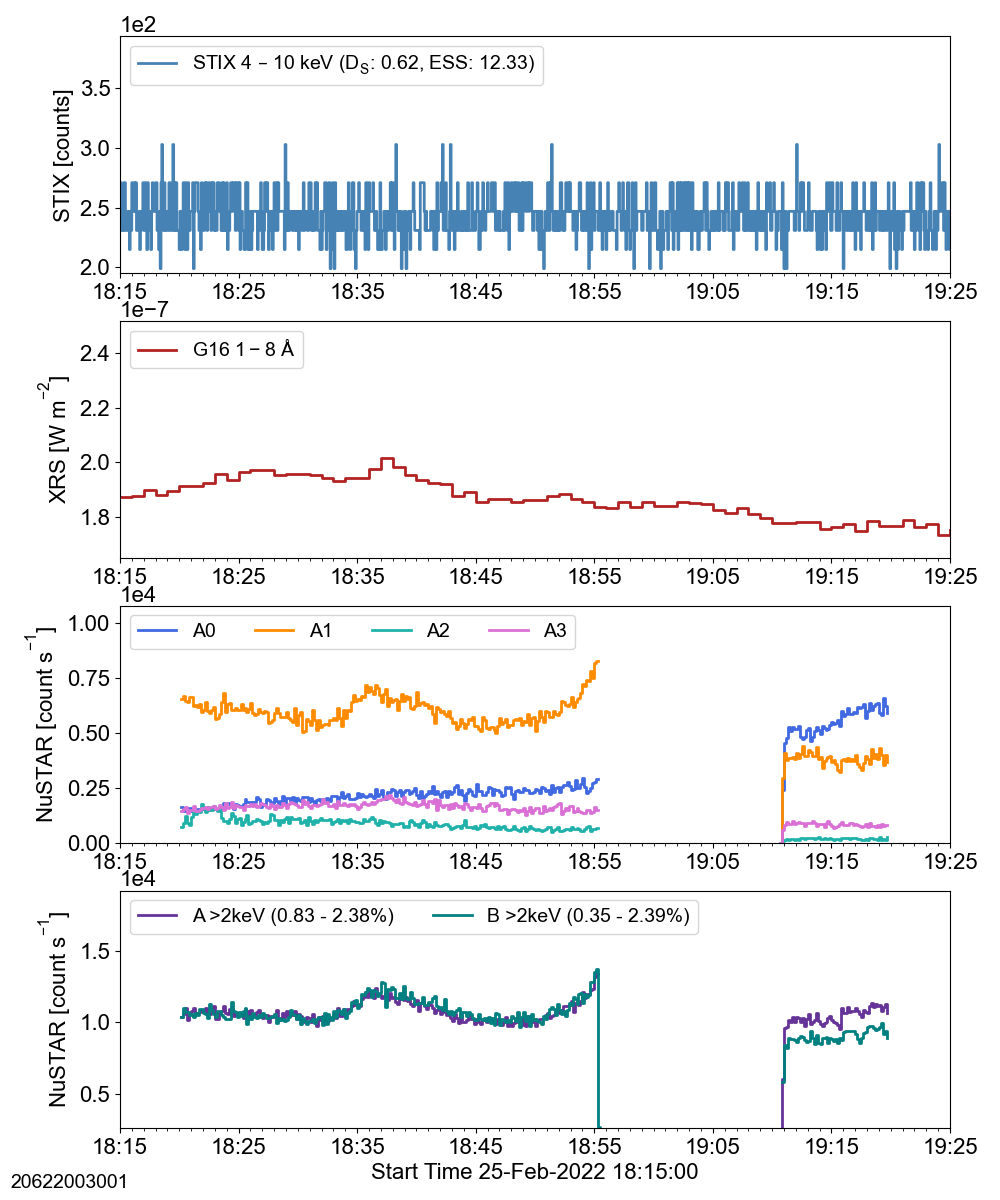 1e2
STIX 4 – 10 keV (D_S: 0.62, ESS: 12.33)
STIX [counts]
3.5
3.0
2.5
2.0
18:15 18:25 18:35 18:45 18:55 19:05 19:15 19:25
1e−7
G16 1 – 8 Å
XRS [W m⁻²]
2.4
2.2
2.0
1.8
18:15 18:25 18:35 18:45 18:55 19:05 19:15 19:25
1e4
A0 A1 A2 A3
NuSTAR [count s⁻¹]
1.00
0.75
0.50
0.25
0.00
18:15 18:25 18:35 18:45 18:55 19:05 19:15 19:25
1e4
A >2keV (0.83 - 2.38%) B >2keV (0.35 - 2.39%)
NuSTAR [count s⁻¹]
1.5
1.0
0.5
18:15 18:25 18:35 18:45 18:55 19:05 19:15 19:25
Start Time 25-Feb-2022 18:15:00
20622003001